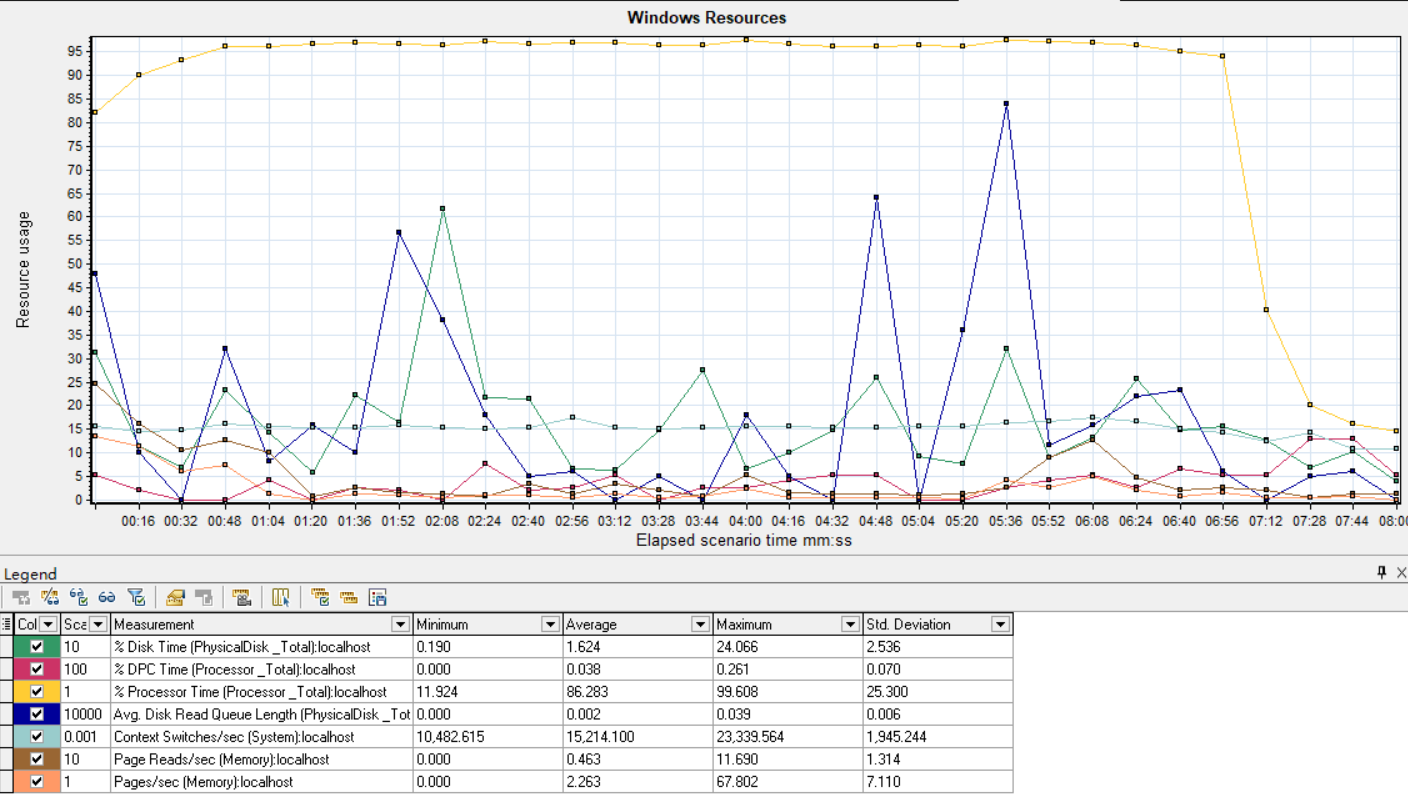 Windows Resources
Resource usage
95
90
85
80
75
70
65
60
55
50
45
40
35
30
25
20
15
10
5
0
00:16 00:32 00:48 01:04 01:20 01:36 01:52 02:08 02:24 02:40 02:56 03:12 03:28 03:44 04:00 04:16 04:32 04:48 05:04 05:20 05:36 05:52 06:08 06:24 06:40 06:56 07:12 07:28 07:44 08:00
Elapsed scenario time mm:ss
Legend
Col Sca Measurement Minimum Average Maximum Std. Deviation
10 % Disk Time (PhysicalDisk _Total):localhost 0.190 1.624 24.066 2.536
100 % DPC Time (Processor _Total):localhost 0.000 0.038 0.261 0.070
1 % Processor Time (Processor _Total):localhost 11.924 86.283 99.608 25.300
10000 Avg. Disk Read Queue Length (PhysicalDisk _Tot 0.000 0.002 0.039 0.006
0.001 Context Switches/sec (System):localhost 10,482.615 15,214.100 23,339.564 1,945.244
10 Page Reads/sec (Memory):localhost 0.000 0.463 11.690 1.314
1 Pages/sec (Memory):localhost 0.000 2.263 67.802 7.110